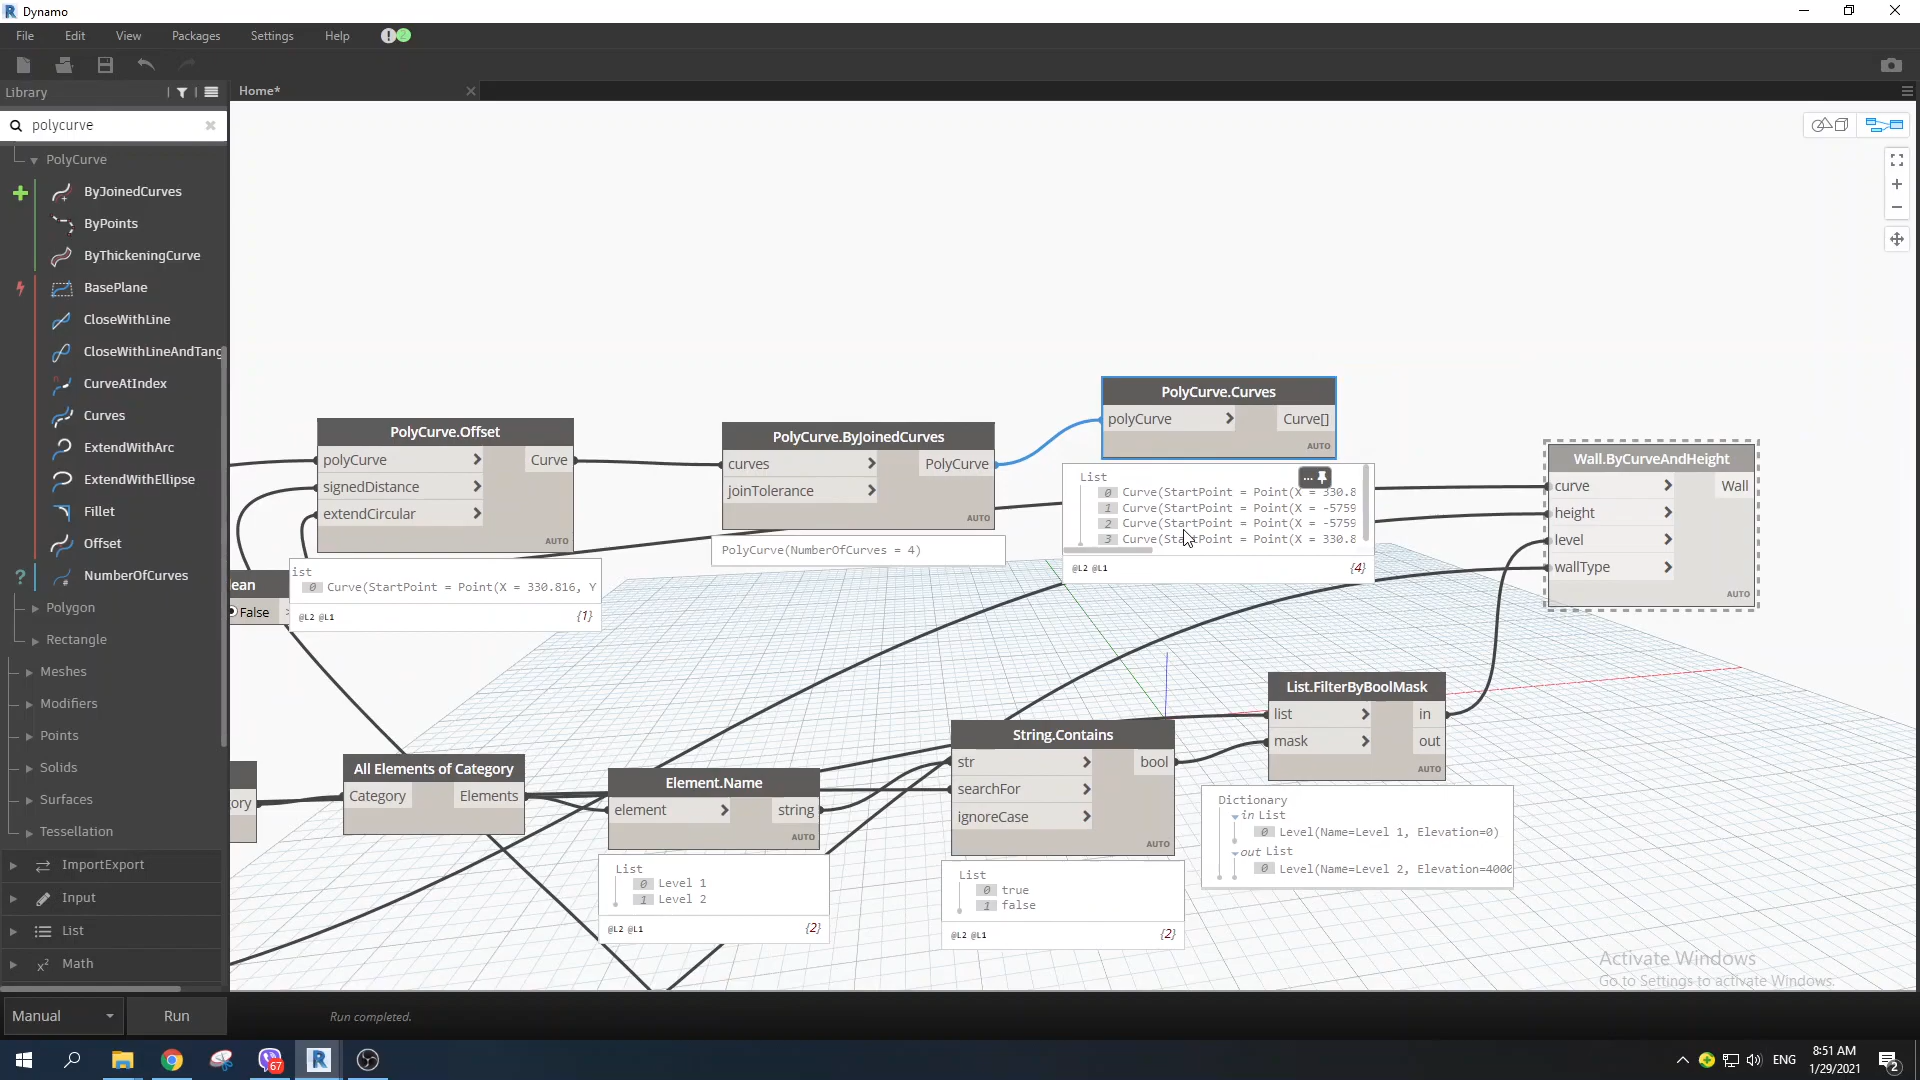 Dynamo
File Edit View Packages Settings Help
Library
Home*
polycurve
PolyCurve
ByJoinedCurves
ByPoints
ByThickeningCurve
BasePlane
CloseWithLine
CloseWithLineAndTang
CurveAtIndex
Curves
ExtendWithArc
ExtendWithEllipse
Fillet
Offset
NumberOfCurves
Polygon
Rectangle
Meshes
Modifiers
Points
Solids
Surfaces
Tessellation
ImportExport
Input
List
Math
Manual
Run
Run completed.
PolyCurve.Offset
polyCurve > Curve
signedDistance >
extendCircular >
AUTO
ist
0 Curve(StartPoint = Point(X = 330.816, Y
@L2 @L1 {1}
ean
False >
PolyCurve.ByJoinedCurves
curves > PolyCurve
joinTolerance >
AUTO
PolyCurve(NumberOfCurves = 4)
PolyCurve.Curves
polyCurve > Curve[]
AUTO
List
0 Curve(StartPoint = Point(X = 330.8
1 Curve(StartPoint = Point(X = -5759
2 Curve(StartPoint = Point(X = -5759
3 Curve(StartPoint = Point(X = 330.8
@L2 @L1 {4}
Wall.ByCurveAndHeight
curve > Wall
height >
level >
wallType >
AUTO
ory
All Elements of Category
Category Elements
Element.Name
element > string
AUTO
List
0 Level 1
1 Level 2
@L2 @L1 {2}
String.Contains
str > bool
searchFor >
ignoreCase >
AUTO
List
0 true
1 false
@L2 @L1 {2}
List.FilterByBoolMask
list > in
mask > out
AUTO
Dictionary
in List
0 Level(Name=Level 1, Elevation=0)
out List
0 Level(Name=Level 2, Elevation=4000
Activate Windows
Go to Settings to activate Windows.
67
R
ENG
8:51 AM
1/29/2021
2